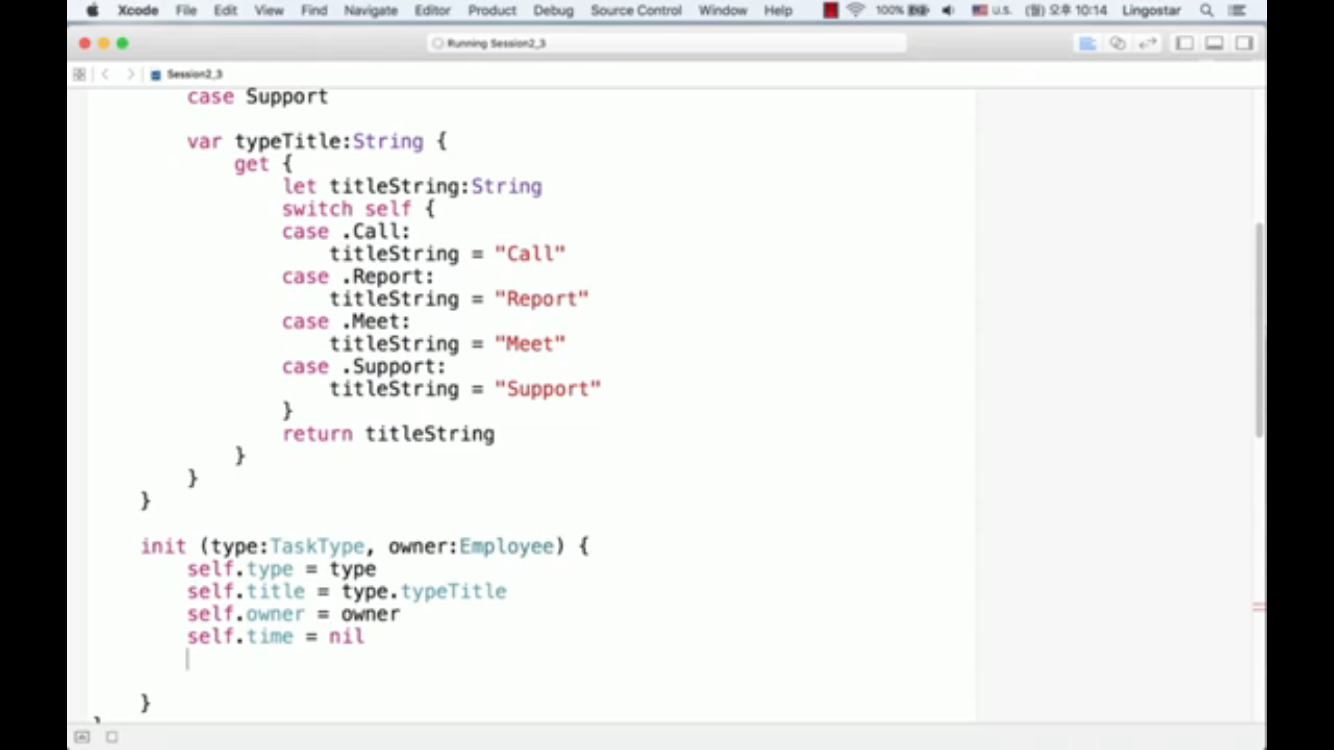 Xcode File Edit View Find Navigate Editor Product Debug Source Control Window Help 100% U.S. (월) 오후 10:14 Lingostar
Running Session2_3
Session2_3
case Support
var typeTitle:String {
get {
let titleString:String
switch self {
case .Call:
titleString = "Call"
case .Report:
titleString = "Report"
case .Meet:
titleString = "Meet"
case .Support:
titleString = "Support"
}
return titleString
}
}
}
init (type:TaskType, owner:Employee) {
self.type = type
self.title = type.typeTitle
self.owner = owner
self.time = nil
}